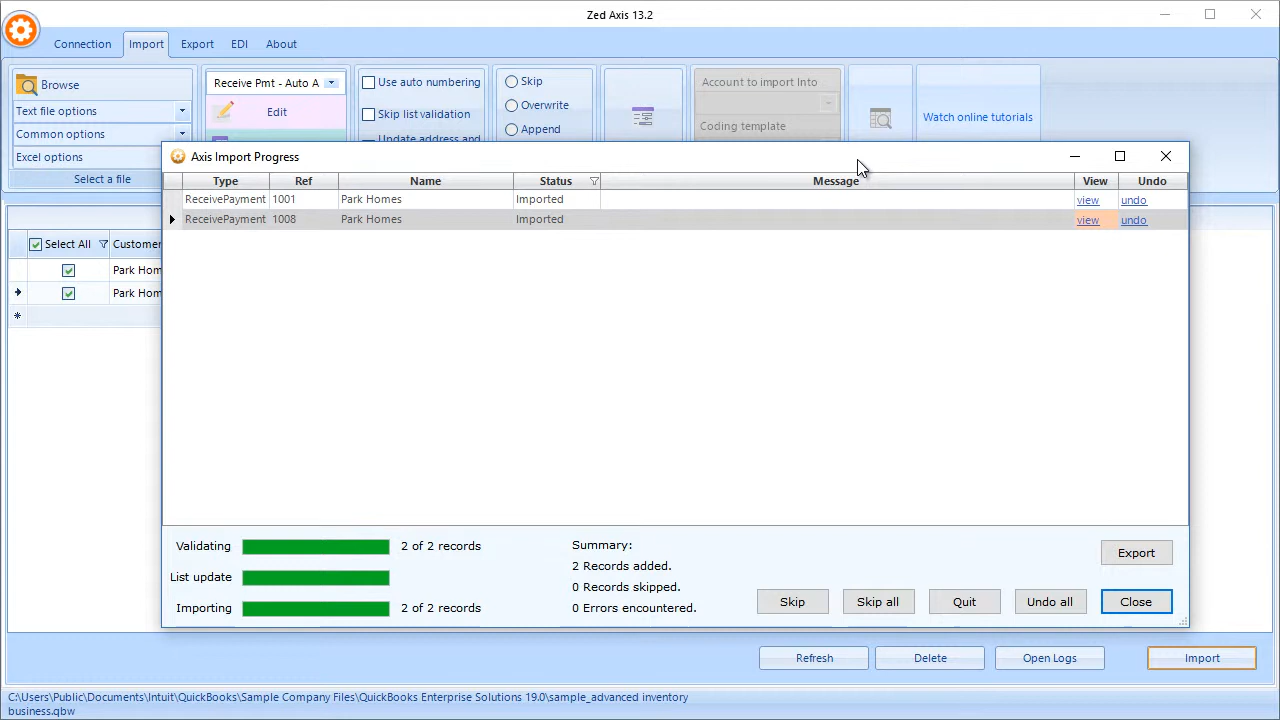 Zed Axis 13.2
Connection Import Export EDI About
Browse
Text file options
Common options
Excel options
Select a file
Receive Pmt - Auto A
Edit
Use auto numbering
Skip list validation
Update address and
Skip
Overwrite
Append
Account to import Into
Coding template
Watch online tutorials
Select All Customer
Park Hom
Park Hom
Axis Import Progress
Type Ref Name Status Message View Undo
ReceivePayment 1001 Park Homes Imported view undo
ReceivePayment 1008 Park Homes Imported view undo
Validating 2 of 2 records
List update
Importing 2 of 2 records
Summary:
2 Records added.
0 Records skipped.
0 Errors encountered.
Export
Skip Skip all Quit Undo all Close
Refresh Delete Open Logs Import
C:\Users\Public\Documents\Intuit\QuickBooks\Sample Company Files\QuickBooks Enterprise Solutions 19.0\sample_advanced inventory
business.qbw